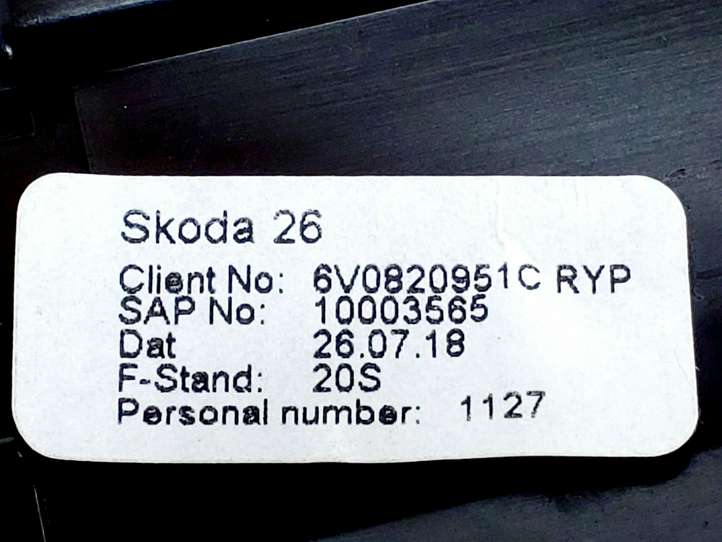 Skoda 26
Client No: 6V0820951C RYP
SAP No: 10003565
Dat 26.07.18
F-Stand: 20S
Personal number: 1127